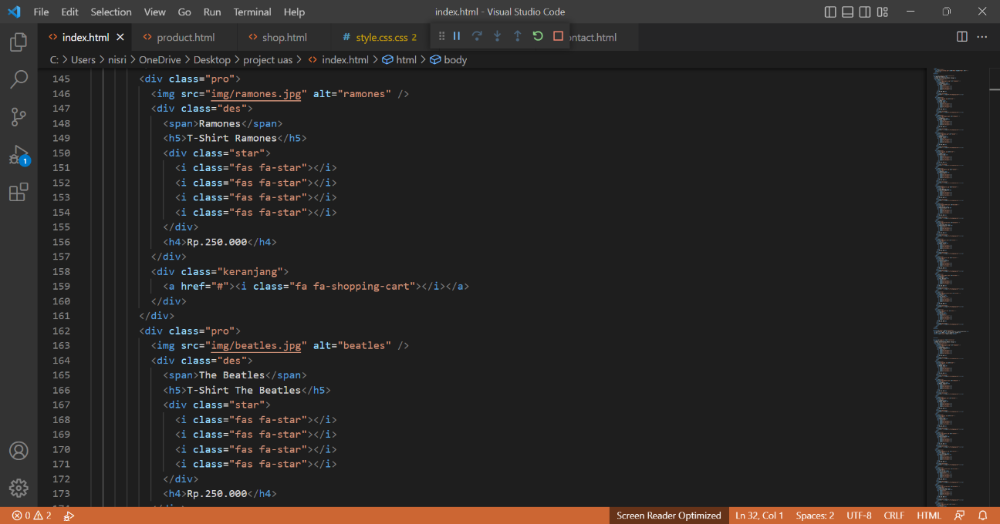 File Edit Selection View Go Run Terminal Help index.html - Visual Studio Code
index.html product.html shop.html # style.css.css 2 ontact.html
C: > Users > nisri > OneDrive > Desktop > project uas > index.html > html > body
145 <div class="pro">
146 <img src="img/ramones.jpg" alt="ramones" />
147 <div class="des">
148 <span>Ramones</span>
149 <h5>T-Shirt Ramones</h5>
150 <div class="star">
151 <i class="fas fa-star"></i>
152 <i class="fas fa-star"></i>
153 <i class="fas fa-star"></i>
154 <i class="fas fa-star"></i>
155 </div>
156 <h4>Rp.250.000</h4>
157 </div>
158 <div class="keranjang">
159 <a href="#"><i class="fa fa-shopping-cart"></i></a>
160 </div>
161 </div>
162 <div class="pro">
163 <img src="img/beatles.jpg" alt="beatles" />
164 <div class="des">
165 <span>The Beatles</span>
166 <h5>T-Shirt The Beatles</h5>
167 <div class="star">
168 <i class="fas fa-star"></i>
169 <i class="fas fa-star"></i>
170 <i class="fas fa-star"></i>
171 <i class="fas fa-star"></i>
172 </div>
173 <h4>Rp.250.000</h4>
1
0 2 Screen Reader Optimized Ln 32, Col 1 Spaces: 2 UTF-8 CRLF HTML